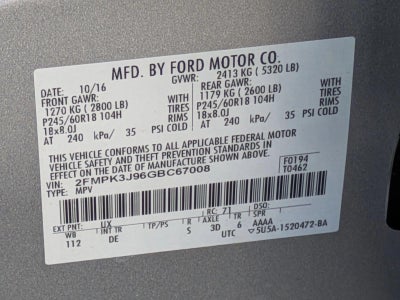 MFD. BY FORD MOTOR CO.
10/16
GVWR: 2413 KG ( 5320 LB)
FRONT GAWR:
REAR GAWR:
1270 KG ( 2800 LB) WITH
1179 KG ( 2600 LB) WITH
P245/60R18 104H TIRES
P245/60R18 104H TIRES
18x8.0J RIMS
18x8.0J RIMS
AT 240 kPa/ 35 PSI COLD
AT 240 kPa/ 35 PSI COLD
THIS VEHICLE CONFORMS TO ALL APPLICABLE FEDERAL MOTOR
VEHICLE SAFETY AND THEFT PREVENTION STANDARDS IN
EFFECT ON THE DATE OF MANUFACTURE SHOWN ABOVE.
VIN: 2FMPK3J96GBC67008
TYPE: MPV
F0194
T0462
EXT PNT: UX RC: 71 DSO:
WB TP/PS R AXLE TR SPR
112 DE S 3D 6 AAAA
UTC 5U5A-1520472-BA